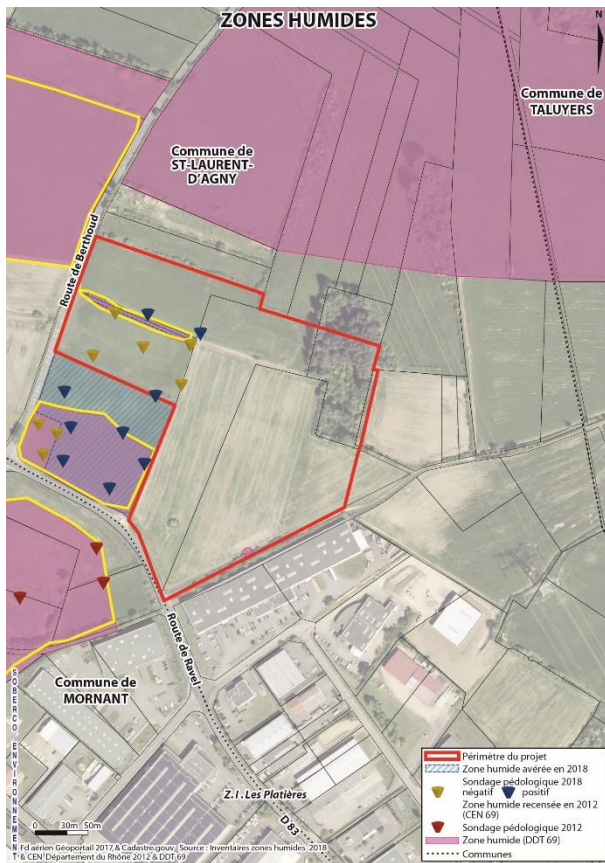 ZONES HUMIDES
N
Commune de
TALUYERS
Commune de
ST-LAURENT-
D'AGNY
Route de Berthoud
Route de Ravel
Commune de
MORNANT
SOBERCO ENVIRONNEMENT
Z.I. Les Platières
D 83
0 30m 50m
Fd aérien Géoportail 2017 & Cadastre.gouv Source : Inventaires zones humides 2018
& CEN Département du Rhône 2012 & DDT 69
Périmètre du projet
Zone humide avérée en 2018
Sondage pédologique 2018
négatif positif
Zone humide recensée en 2012
(CEN 69)
Sondage pédologique 2012
Zone humide (DDT 69)
Communes